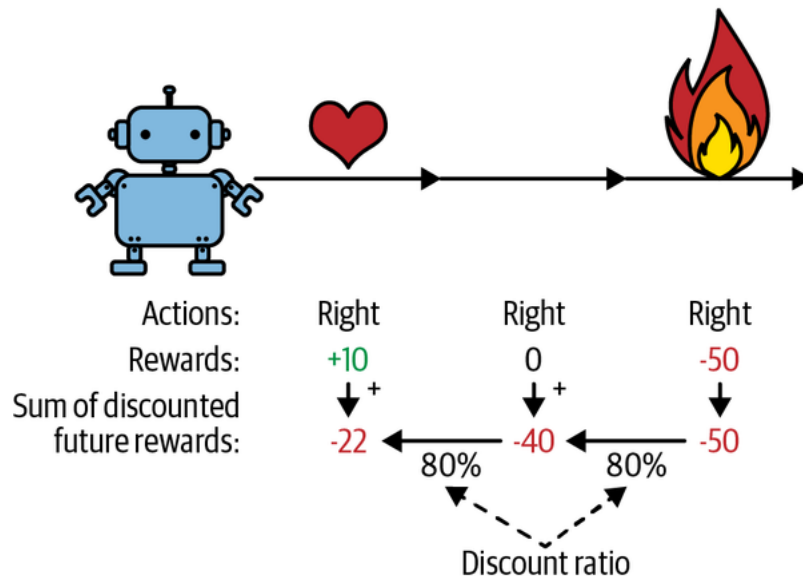 Actions: Right Right Right
Rewards: +10 0 -50
+ +
Sum of discounted
future rewards: -22 -40 -50
80% 80%
Discount ratio